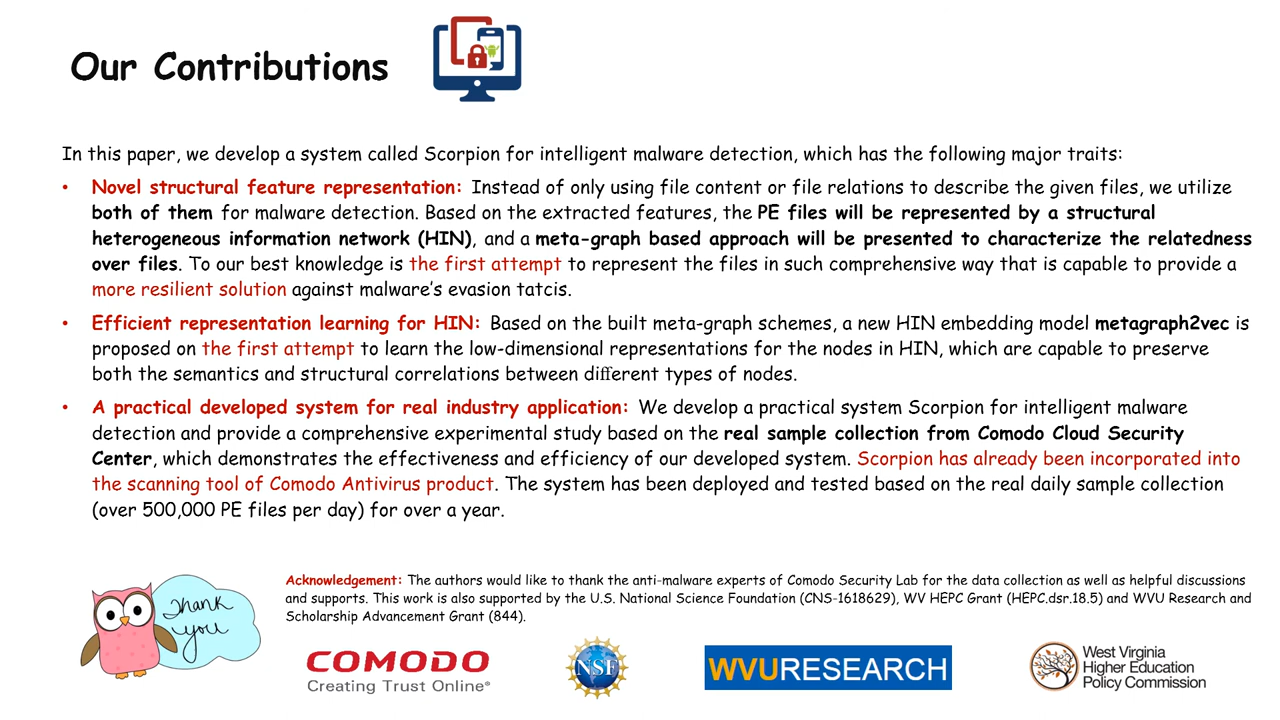 Our Contributions
In this paper, we develop a system called Scorpion for intelligent malware detection, which has the following major traits:
• Novel structural feature representation: Instead of only using file content or file relations to describe the given files, we utilize
both of them for malware detection. Based on the extracted features, the PE files will be represented by a structural
heterogeneous information network (HIN), and a meta-graph based approach will be presented to characterize the relatedness
over files. To our best knowledge is the first attempt to represent the files in such comprehensive way that is capable to provide a
more resilient solution against malware's evasion tatcis.
• Efficient representation learning for HIN: Based on the built meta-graph schemes, a new HIN embedding model metagraph2vec is
proposed on the first attempt to learn the low-dimensional representations for the nodes in HIN, which are capable to preserve
both the semantics and structural correlations between different types of nodes.
• A practical developed system for real industry application: We develop a practical system Scorpion for intelligent malware
detection and provide a comprehensive experimental study based on the real sample collection from Comodo Cloud Security
Center, which demonstrates the effectiveness and efficiency of our developed system. Scorpion has already been incorporated into
the scanning tool of Comodo Antivirus product. The system has been deployed and tested based on the real daily sample collection
(over 500,000 PE files per day) for over a year.
Thank
you
Acknowledgement: The authors would like to thank the anti-malware experts of Comodo Security Lab for the data collection as well as helpful discussions
and supports. This work is also supported by the U.S. National Science Foundation (CNS-1618629), WV HEPC Grant (HEPC.dsr.18.5) and WVU Research and
Scholarship Advancement Grant (844).
COMODO
Creating Trust Online®
NSF
WVURESEARCH
West Virginia
Higher Education
Policy Commission